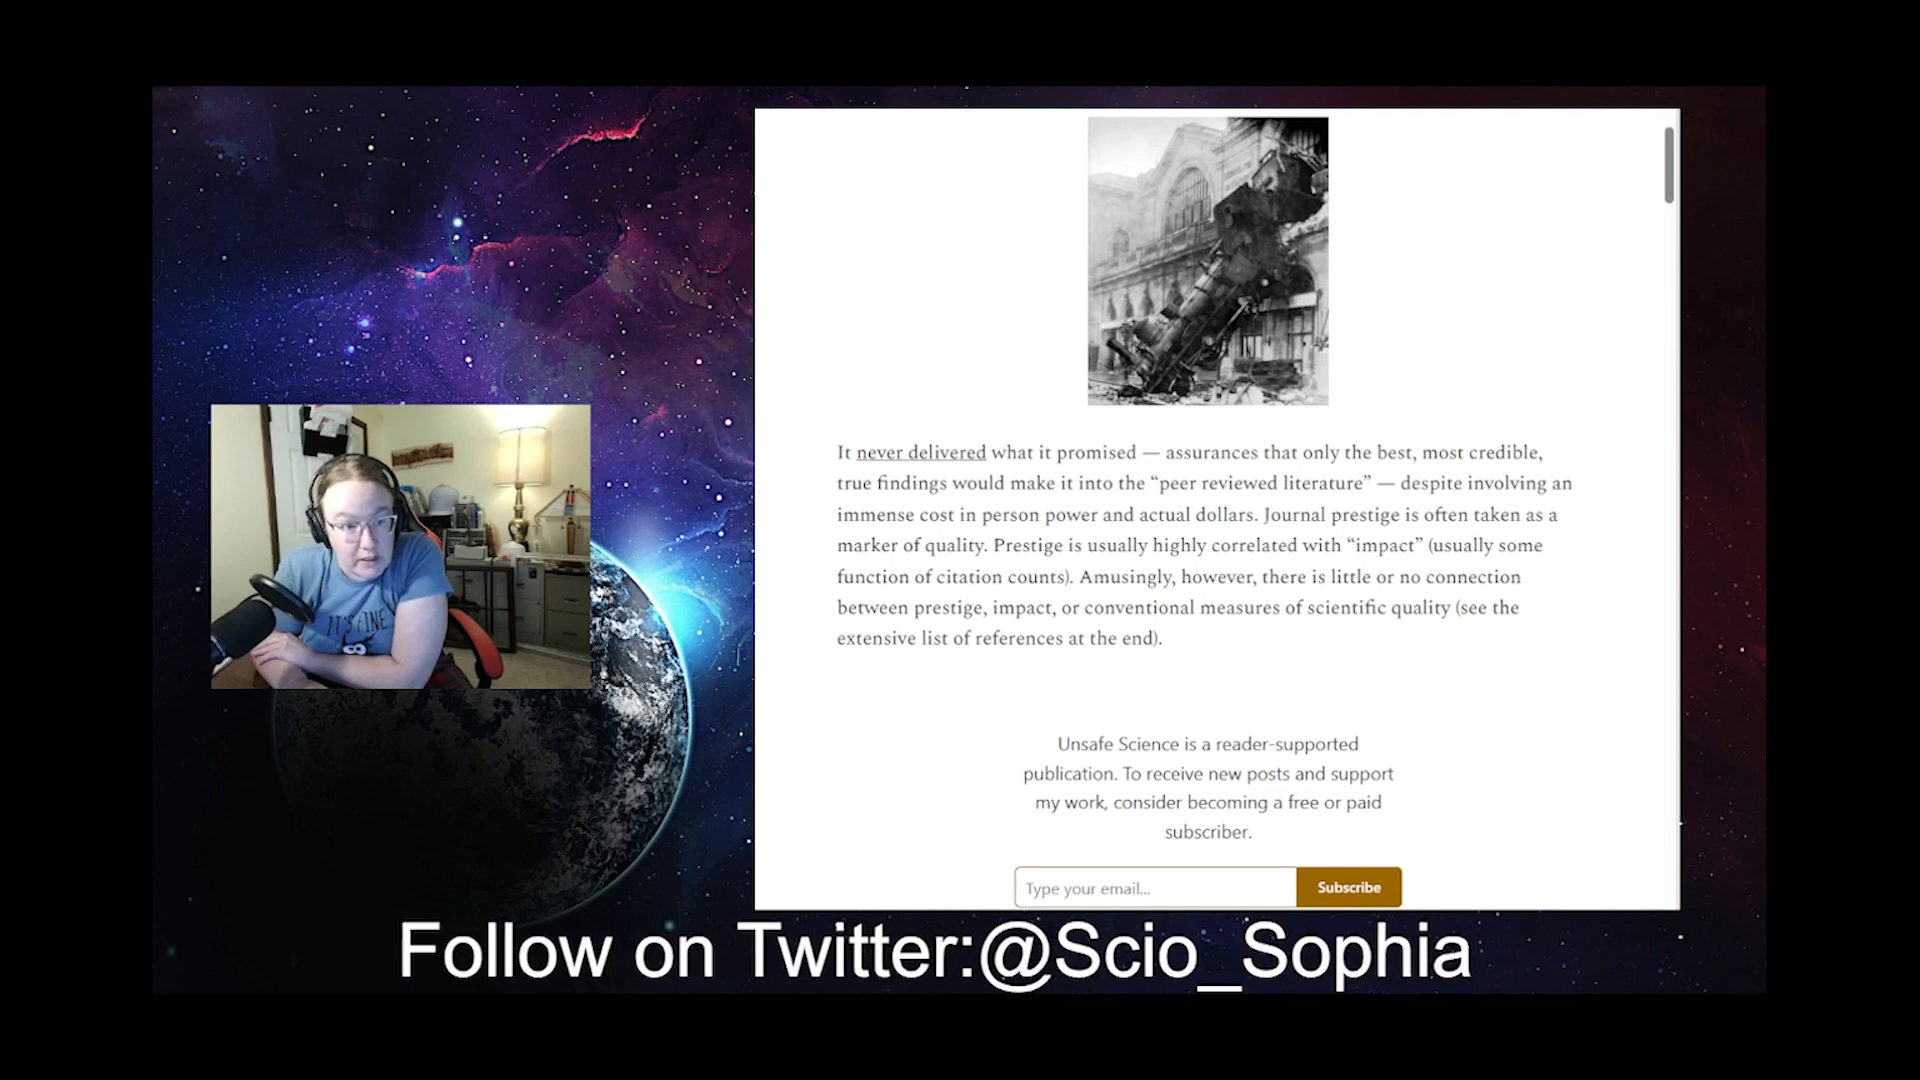 It never delivered what it promised — assurances that only the best, most credible,
true findings would make it into the “peer reviewed literature” — despite involving an
immense cost in person power and actual dollars. Journal prestige is often taken as a
marker of quality. Prestige is usually highly correlated with “impact” (usually some
function of citation counts). Amusingly, however, there is little or no connection
between prestige, impact, or conventional measures of scientific quality (see the
extensive list of references at the end).
IT'S FINE
Unsafe Science is a reader-supported
publication. To receive new posts and support
my work, consider becoming a free or paid
subscriber.
Type your email...
Subscribe
Follow on Twitter:@Scio_Sophia